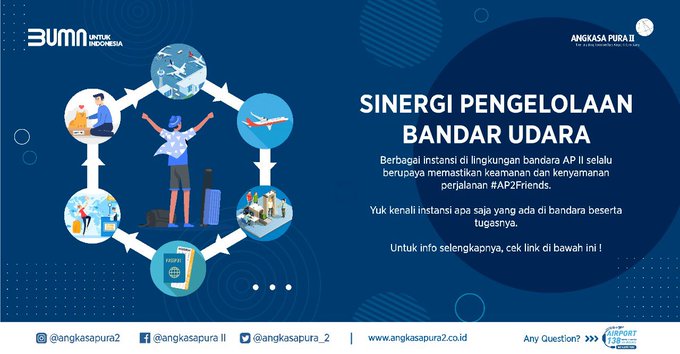 BUMN UNTUK
INDONESIA
ANGKASA PURA II
SINERGI PENGELOLAAN
BANDAR UDARA
Berbagai instansi di lingkungan bandara AP II selalu
berupaya memastikan keamanan dan kenyamanan
perjalanan #AP2Friends.
Yuk kenali instansi apa saja yang ada di bandara beserta
tugasnya.
Untuk info selengkapnya, cek link di bawah ini !
PASSPORT
@angkasapura2 @angkasapura II @angkasapura_2 | www.angkasapura2.co.id Any Question? >>> AIRPORT
138